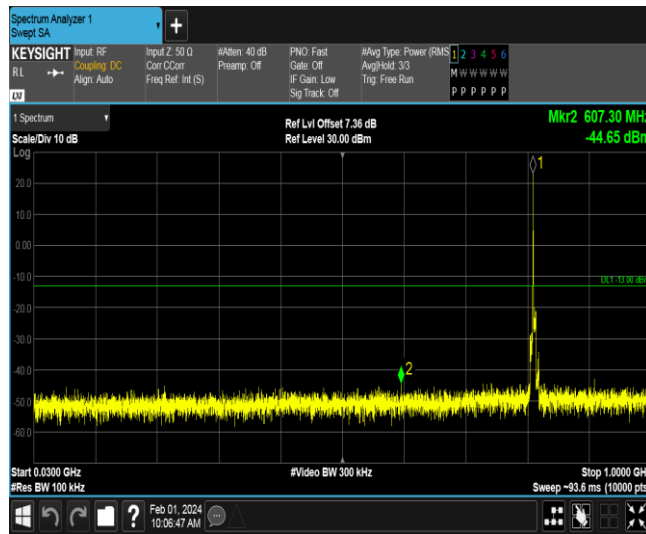 Spectrum Analyzer 1
Swept SA
KEYSIGHT
RL
LXI
Input: RF
Coupling: DC
Align: Auto
Input Z: 50 Ω
Corr CCorr
Freq Ref: Int (S)
#Atten: 40 dB
Preamp: Off
PNO: Fast
Gate: Off
IF Gain: Low
Sig Track: Off
#Avg Type: Power (RMS
Avg|Hold: 3/3
Trig: Free Run
1 2 3 4 5 6
M W W W W W
P P P P P P
1 Spectrum
Scale/Div 10 dB
Log
Ref Lvl Offset 7.36 dB
Ref Level 30.00 dBm
Mkr2 607.30 MHz
-44.65 dBm
1
20.0
10.0
0.00
-10.0
DL1 -13.00 dBm
-20.0
-30.0
-40.0
2
-50.0
-60.0
Start 0.0300 GHz
#Res BW 100 kHz
#Video BW 300 kHz
Stop 1.0000 GH
Sweep ~93.6 ms (10000 pts
?
Feb 01, 2024
10:06:47 AM